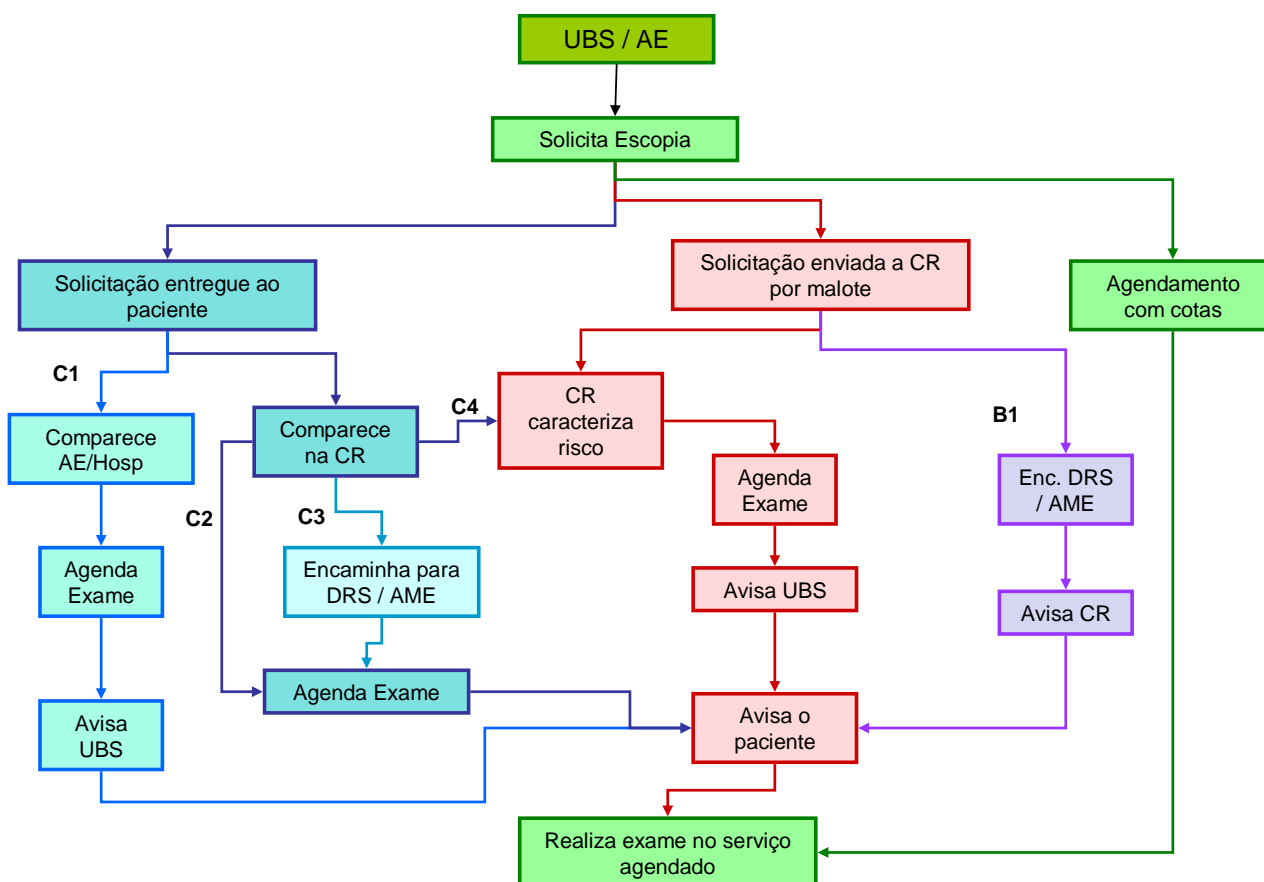 UBS / AE
Solicita Escopia
Solicitação entregue ao
paciente
Solicitação enviada a CR
por malote
Agendamento
com cotas
C1
C4
B1
CR
caracteriza
risco
Comparece
AE/Hosp
Comparece
na CR
Agenda
Exame
Enc. DRS
/ AME
C2
C3
Agenda
Exame
Encaminha para
DRS / AME
Avisa UBS
Avisa CR
Agenda Exame
Avisa
UBS
Avisa o
paciente
Realiza exame no serviço
agendado